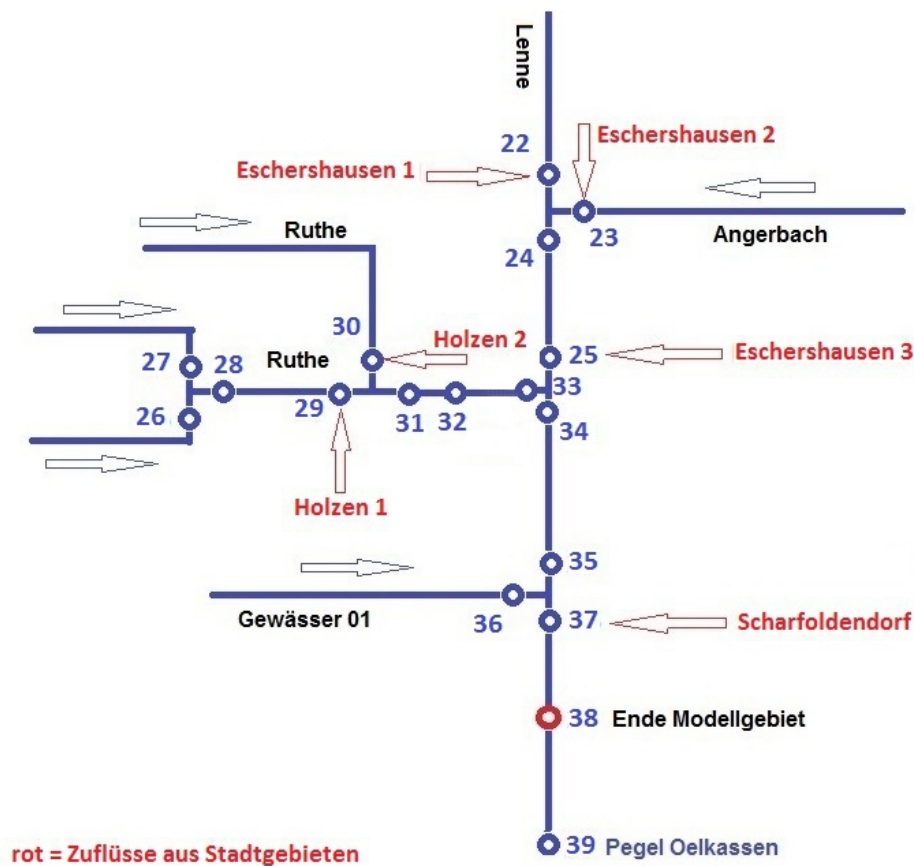 Lenne
22
Eschershausen 2
Eschershausen 1
Ruthe
24
23
Angerbach
30
Holzen 2
25
Eschershausen 3
27
28
Ruthe
33
26
29
31
32
34
Holzen 1
35
Gewässer 01
36
37
Scharfoldendorf
38 Ende Modellgebiet
39 Pegel Oelkassen
rot = Zuflüsse aus Stadtgebieten